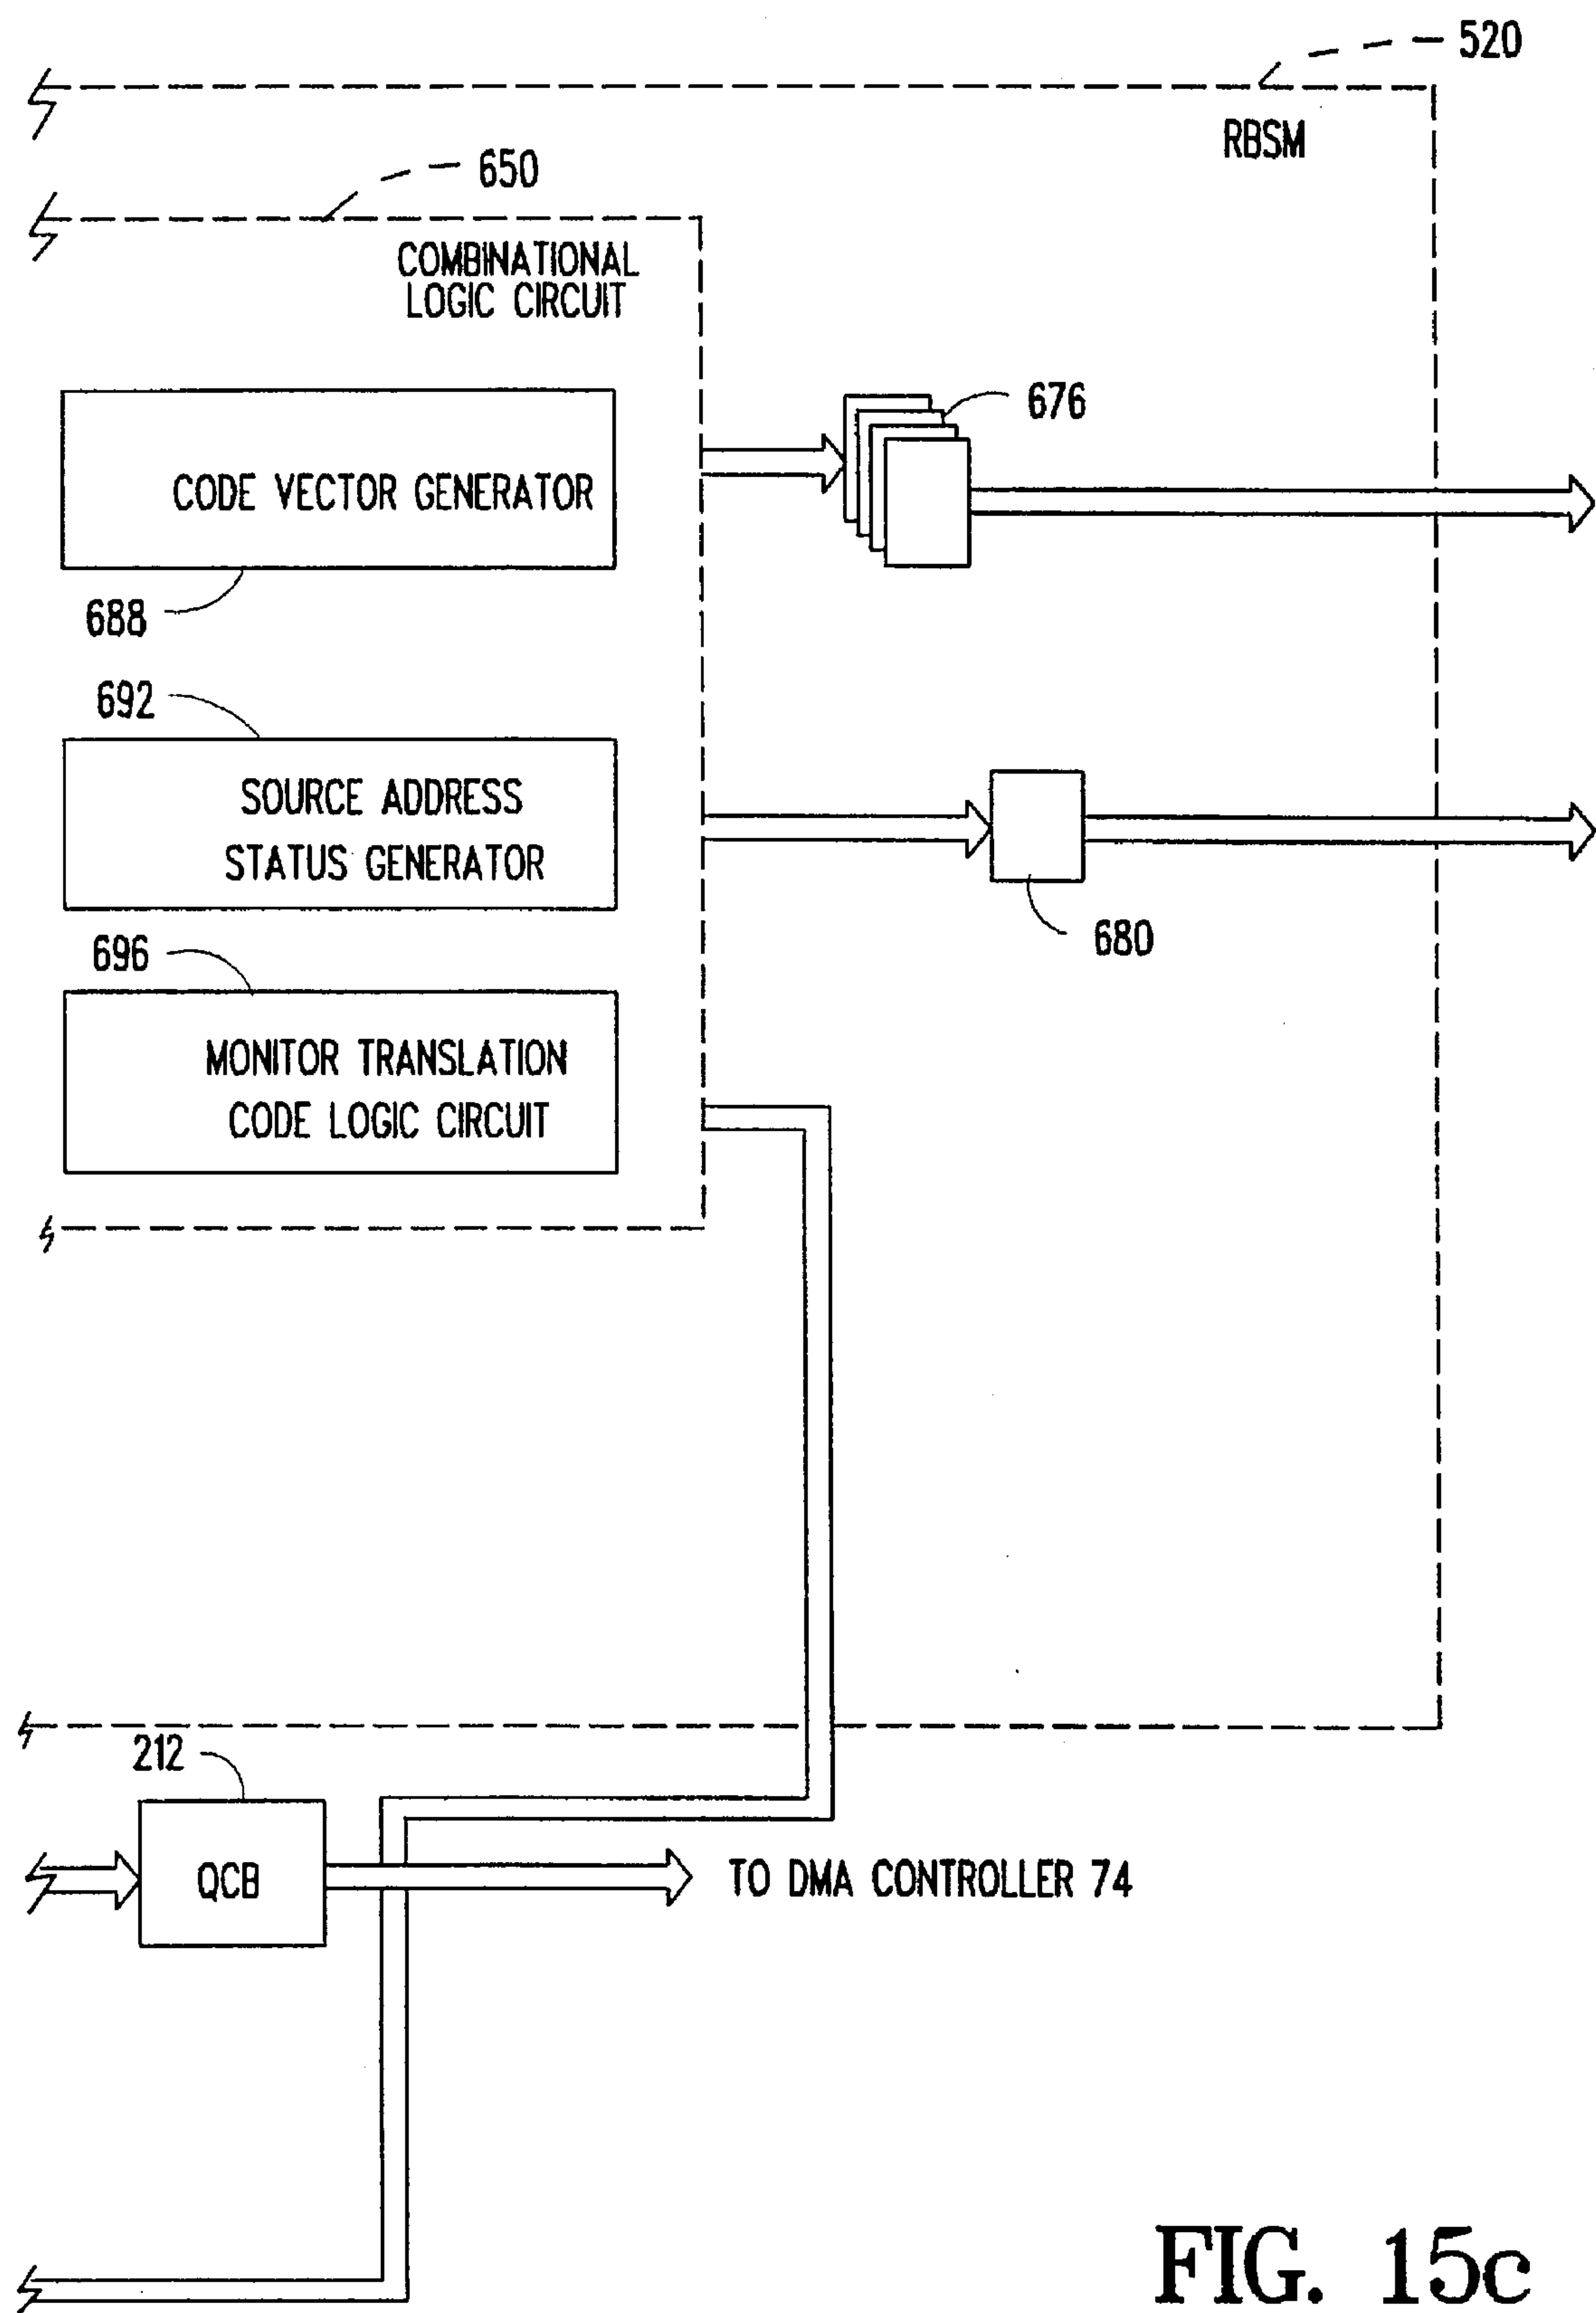 520
RBSM
650
COMBINATIONAL
LOGIC CIRCUIT
676
CODE VECTOR GENERATOR
688
692
SOURCE ADDRESS
STATUS GENERATOR
680
696
MONITOR TRANSLATION
CODE LOGIC CIRCUIT
212
QCB
TO DMA CONTROLLER 74
FIG. 15c